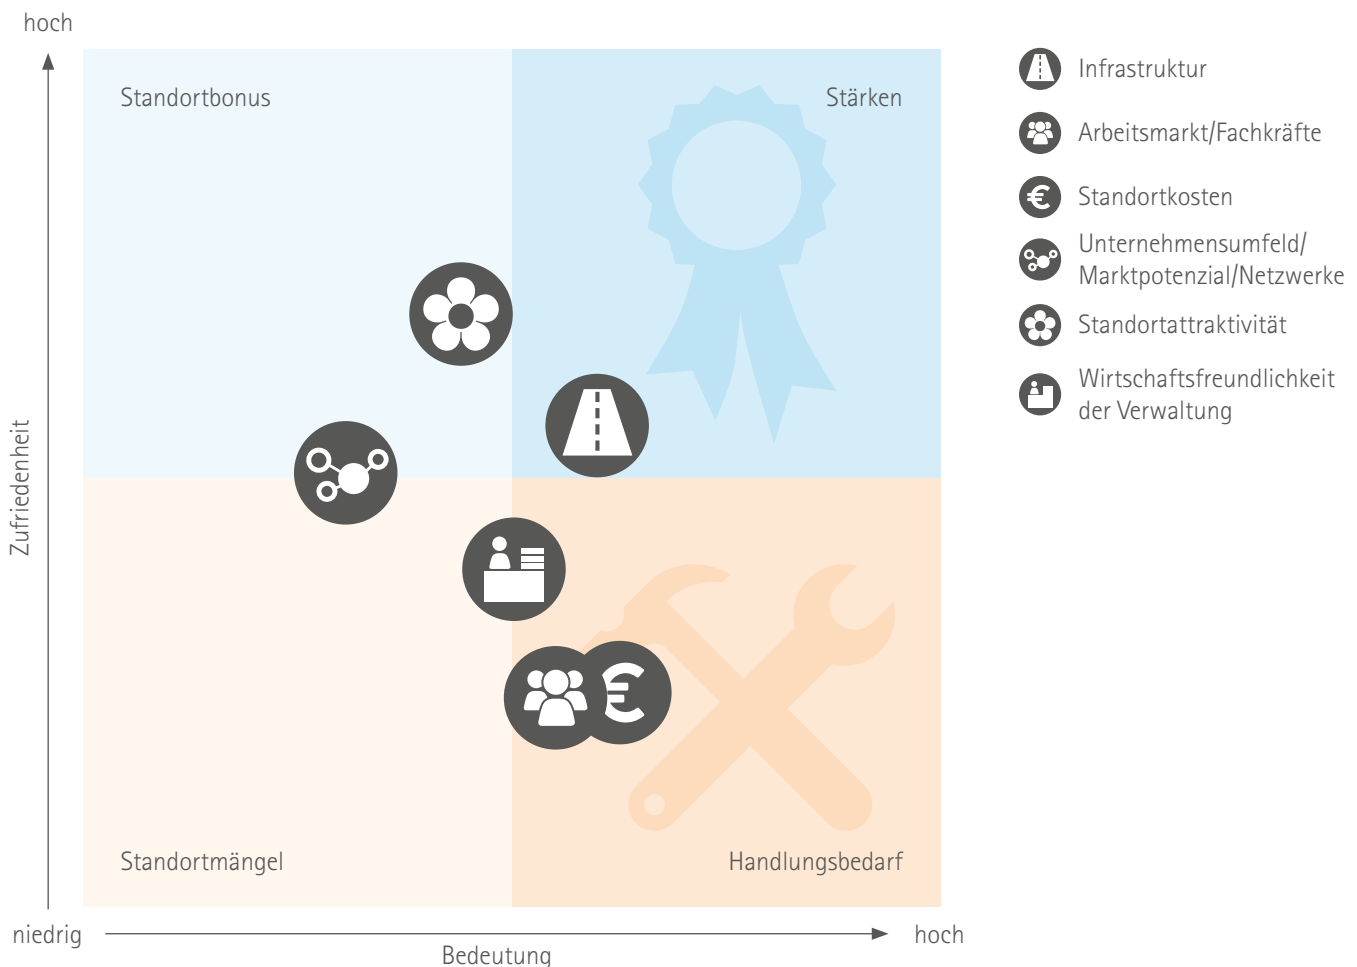 hoch
Standortbonus
Stärken
Zufriedenheit
Standortmängel
Handlungsbedarf
niedrig
hoch
Bedeutung
Infrastruktur
Arbeitsmarkt/Fachkräfte
€
Standortkosten
Unternehmensumfeld/
Marktpotenzial/Netzwerke
Standortattraktivität
Wirtschaftsfreundlichkeit
der Verwaltung
€